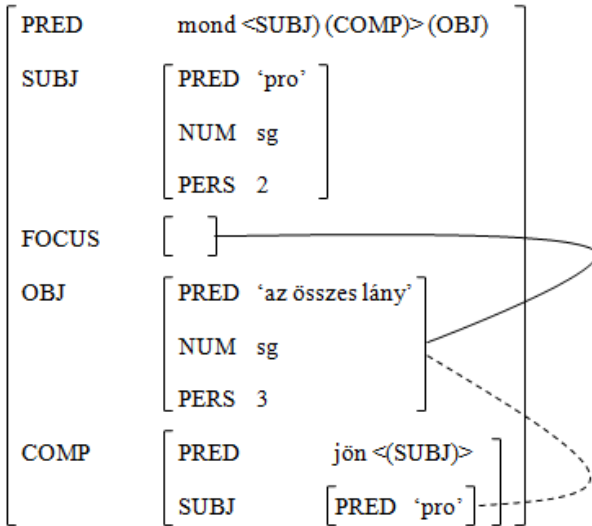 PRED mond <SUBJ) (COMP)> (OBJ)
SUBJ PRED ‘pro’
NUM sg
PERS 2
FOCUS
OBJ PRED ‘az összes lány’
NUM sg
PERS 3
COMP PRED jön <(SUBJ)>
SUBJ PRED ‘pro’